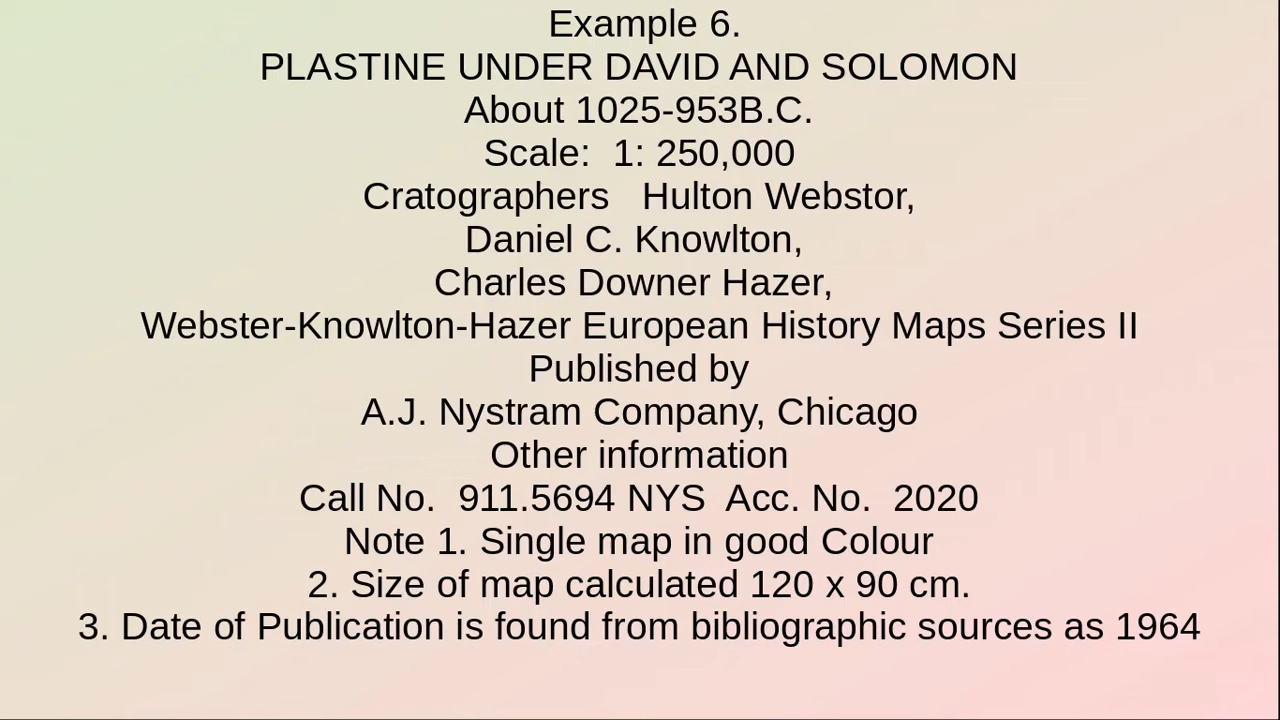 Example 6.
PLASTINE UNDER DAVID AND SOLOMON
About 1025-953B.C.
Scale:  1: 250,000
Cratographers   Hulton Webstor,
Daniel C. Knowlton,
Charles Downer Hazer,
Webster-Knowlton-Hazer European History Maps Series II
Published by
A.J. Nystram Company, Chicago
Other information
Call No.  911.5694 NYS  Acc. No.  2020
Note 1. Single map in good Colour
2. Size of map calculated 120 x 90 cm.
3. Date of Publication is found from bibliographic sources as 1964